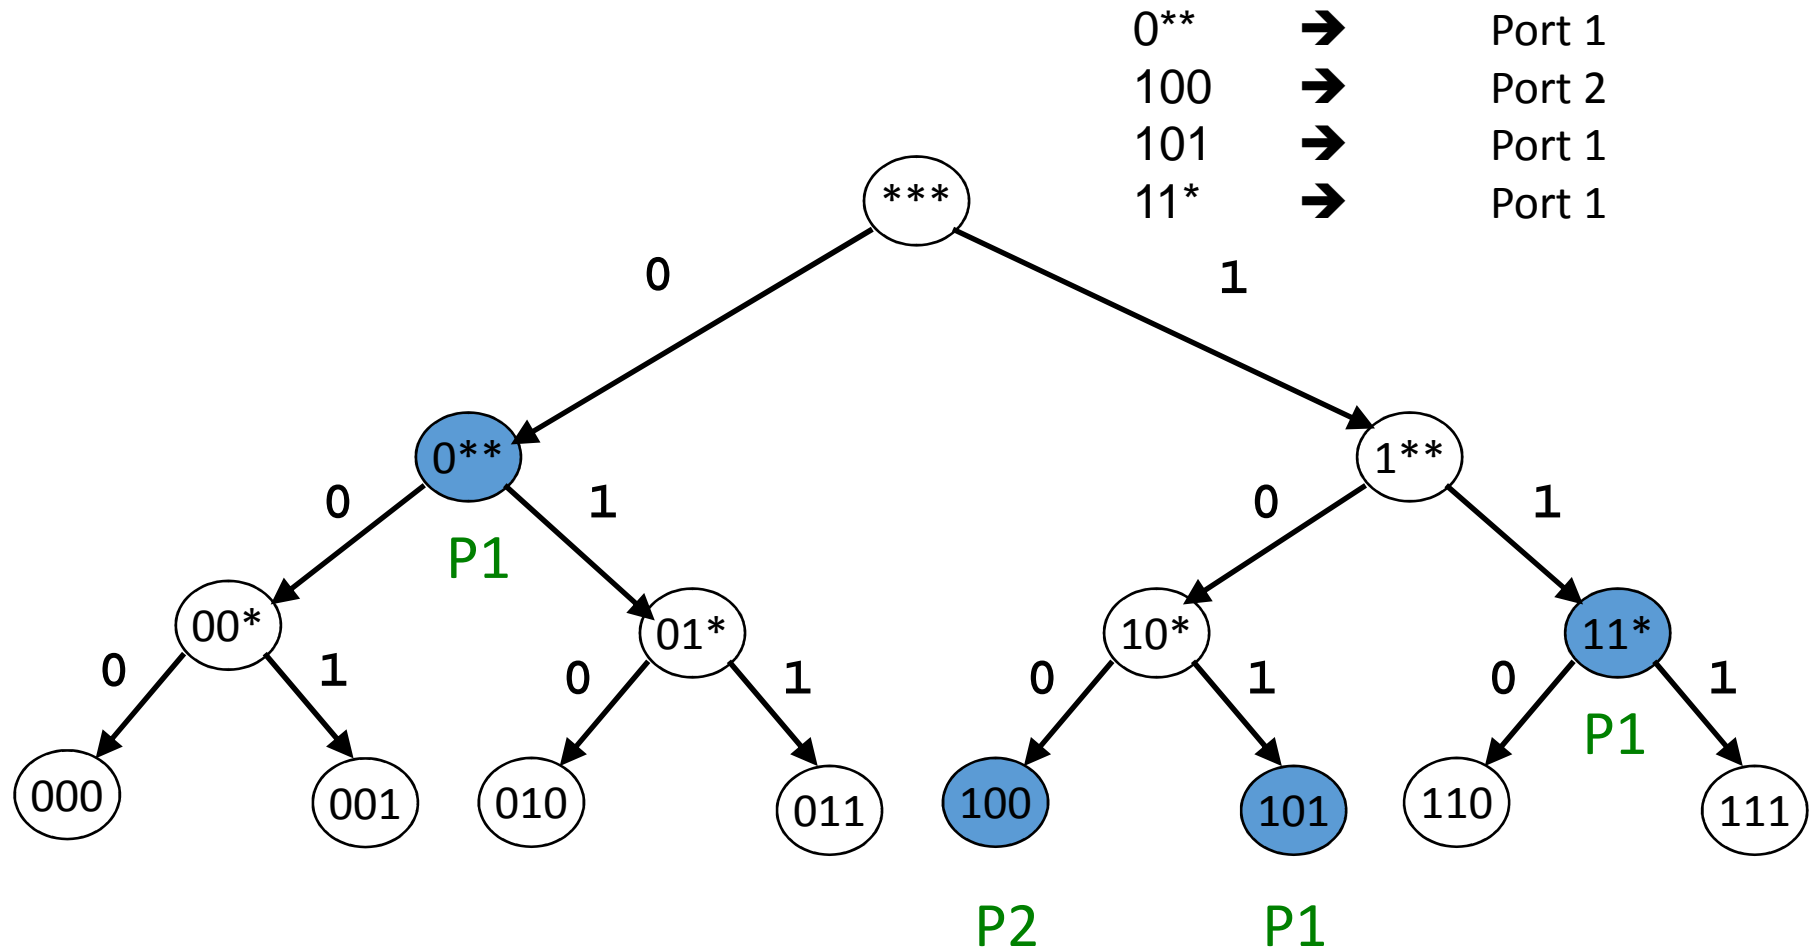 0** ➔ Port 1
100 ➔ Port 2
101 ➔ Port 1
11* ➔ Port 1
***
0 1
0** 1**
0 1 0 1
P1
00* 01* 10* 11*
0 1 0 1 0 1 0 1
P1
000 001 010 011 100 101 110 111
P2 P1